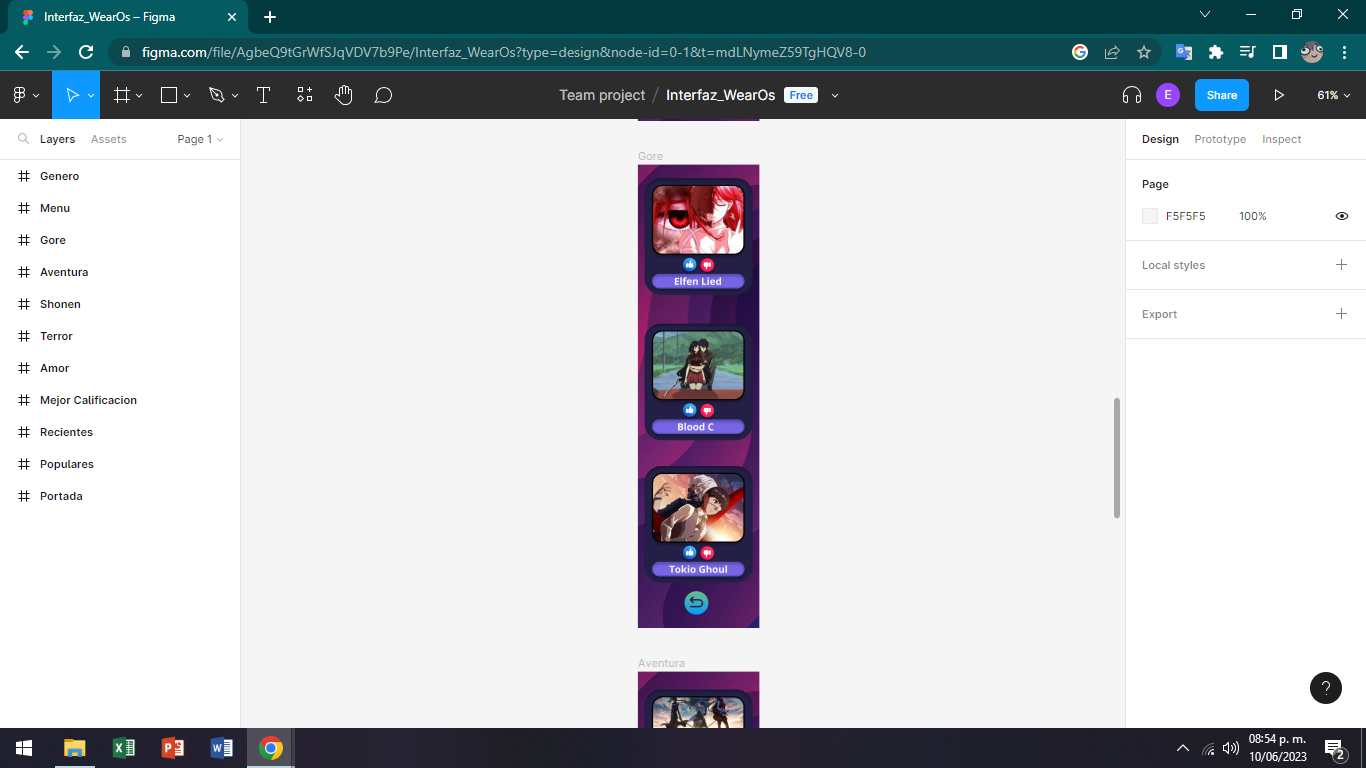 Interfaz_WearOs – Figma
figma.com/file/AgbeQ9tGrWfSJqVDV7b9Pe/Interfaz_WearOs?type=design&node-id=0-1&t=mdLNymeZ59TgHQV8-0
Team project / Interfaz_WearOs Free
E
Share
61%
Layers Assets Page 1
Genero
Menu
Gore
Aventura
Shonen
Terror
Amor
Mejor Calificacion
Recientes
Populares
Portada
Gore
Elfen Lied
Blood C
Tokio Ghoul
Aventura
Design Prototype Inspect
Page
F5F5F5 100%
Local styles
Export
?
08:54 p. m.
10/06/2023
2